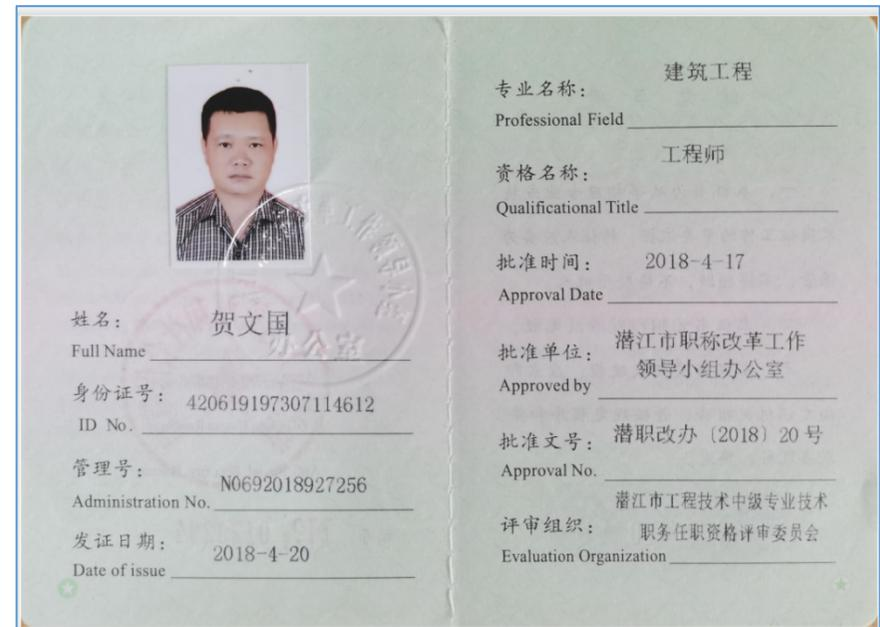 姓名:
贺文国
Full Name
身份证号:
420619197307114612
ID No.
管理号:
N0692018927256
Administration No.
发证日期:
2018-4-20
Date of issue
专业名称:
建筑工程
Professional Field
资格名称:
工程师
Qualificational Title
批准时间:
2018-4-17
Approval Date
批准单位:
潜江市职称改革工作
领导小组办公室
Approved by
批准文号:
潜职改办〔2018〕20号
Approval No.
评审组织:
潜江市工程技术中级专业技术
职务任职资格评审委员会
Evaluation Organization